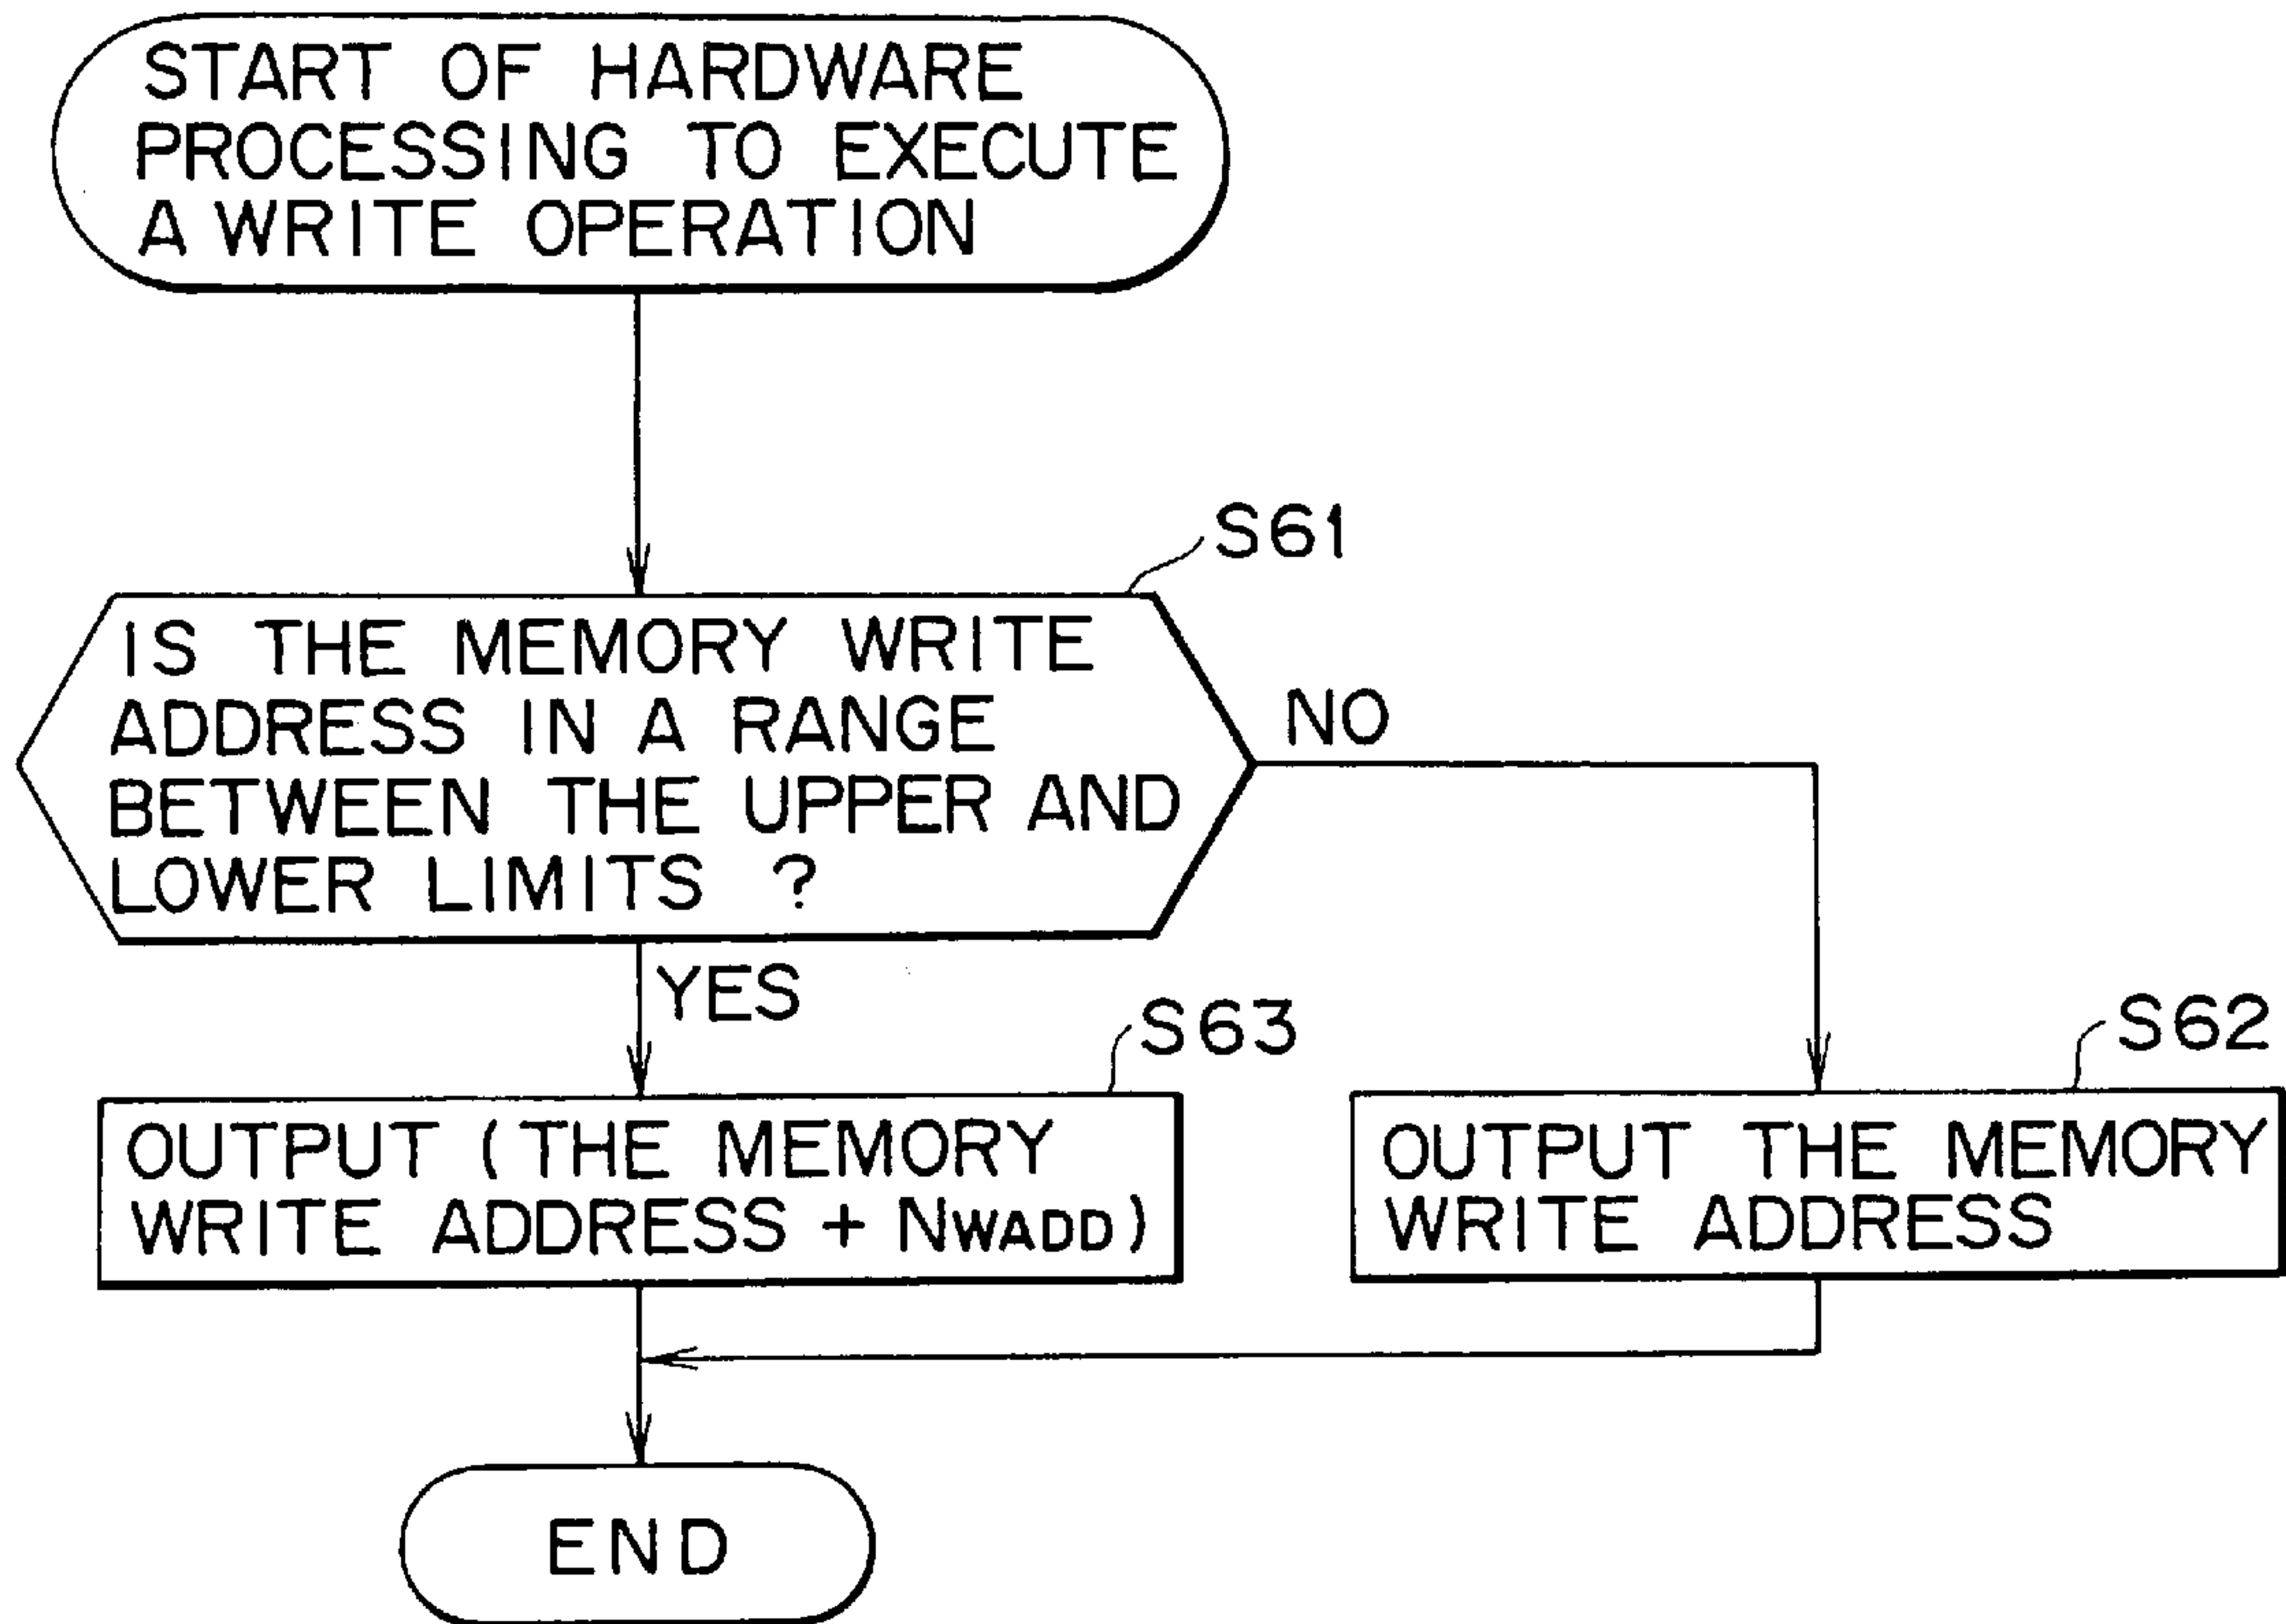 START OF HARDWARE
PROCESSING TO EXECUTE
A WRITE OPERATION
S61
IS THE MEMORY WRITE
ADDRESS IN A RANGE
BETWEEN THE UPPER AND
LOWER LIMITS ?
NO
YES
S63
S62
OUTPUT (THE MEMORY
WRITE ADDRESS + NWADD)
OUTPUT THE MEMORY
WRITE ADDRESS
END